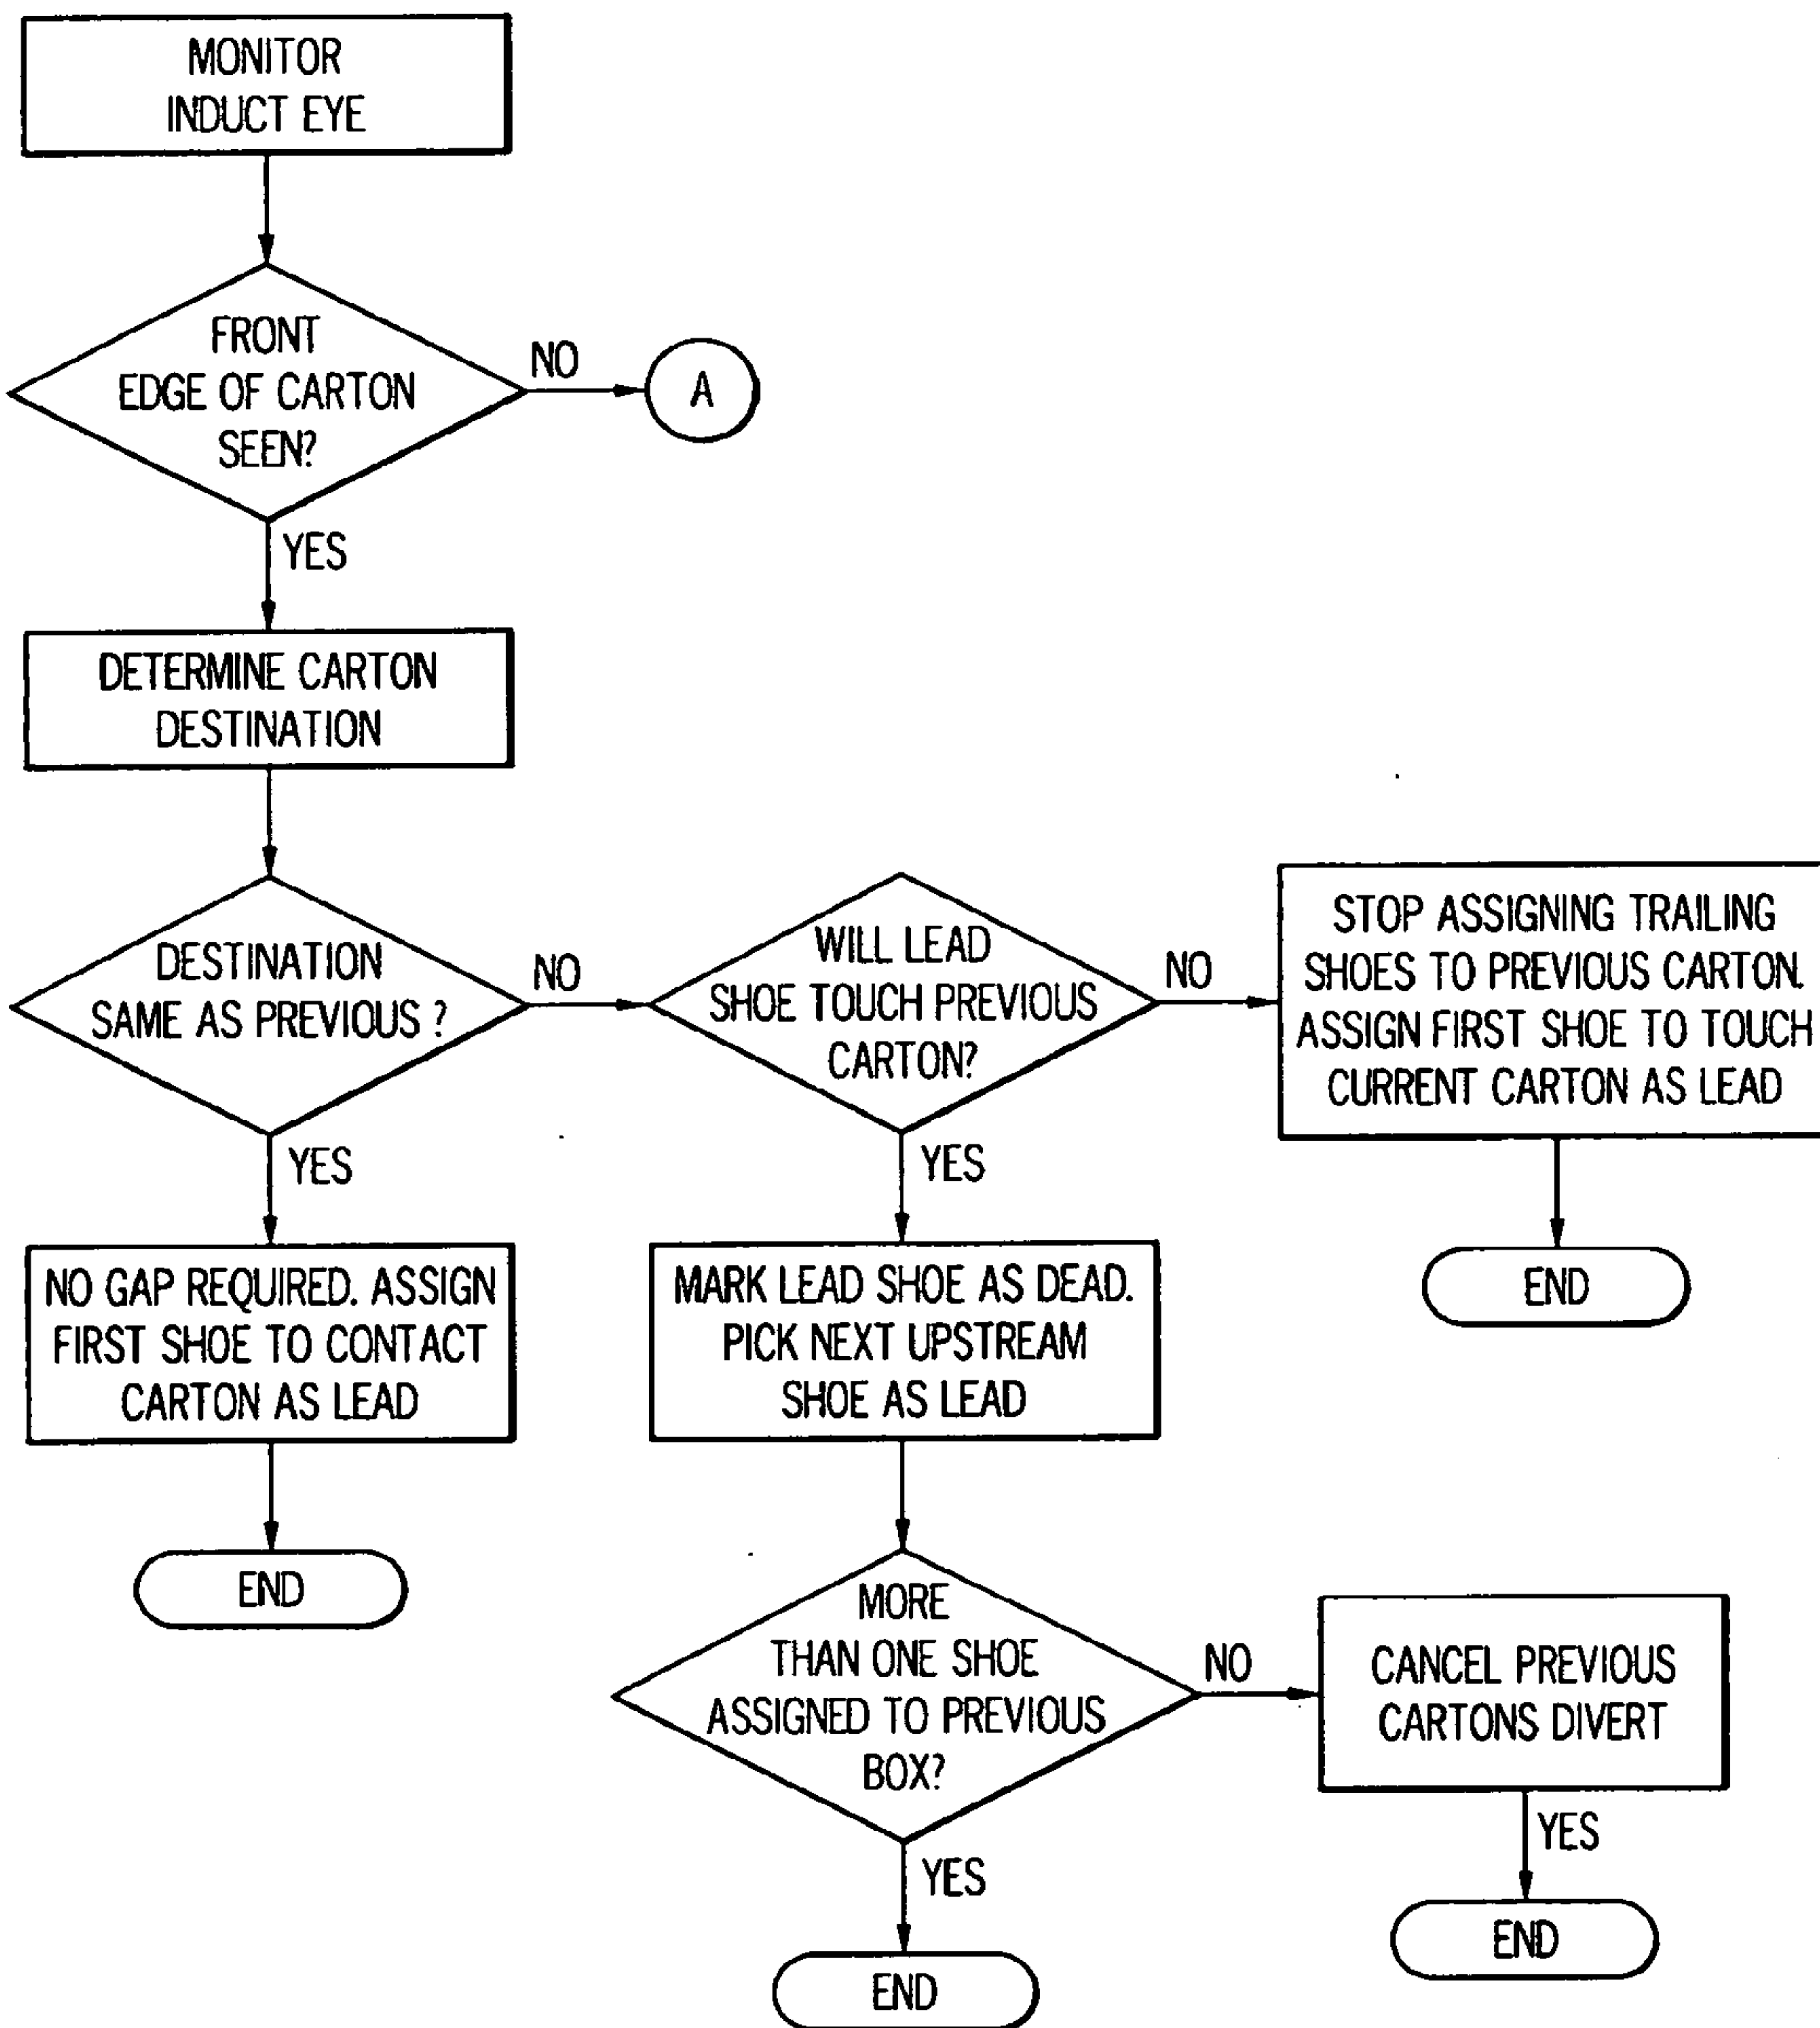 MONITOR
INDUCT EYE
FRONT
EDGE OF CARTON
SEEN?
NO
A
YES
DETERMINE CARTON
DESTINATION
DESTINATION
SAME AS PREVIOUS ?
NO
WILL LEAD
SHOE TOUCH PREVIOUS
CARTON?
NO
STOP ASSIGNING TRAILING
SHOES TO PREVIOUS CARTON.
ASSIGN FIRST SHOE TO TOUCH
CURRENT CARTON AS LEAD
END
YES
NO GAP REQUIRED. ASSIGN
FIRST SHOE TO CONTACT
CARTON AS LEAD
END
YES
MARK LEAD SHOE AS DEAD.
PICK NEXT UPSTREAM
SHOE AS LEAD
MORE
THAN ONE SHOE
ASSIGNED TO PREVIOUS
BOX?
NO
CANCEL PREVIOUS
CARTONS DIVERT
YES
END
YES
END